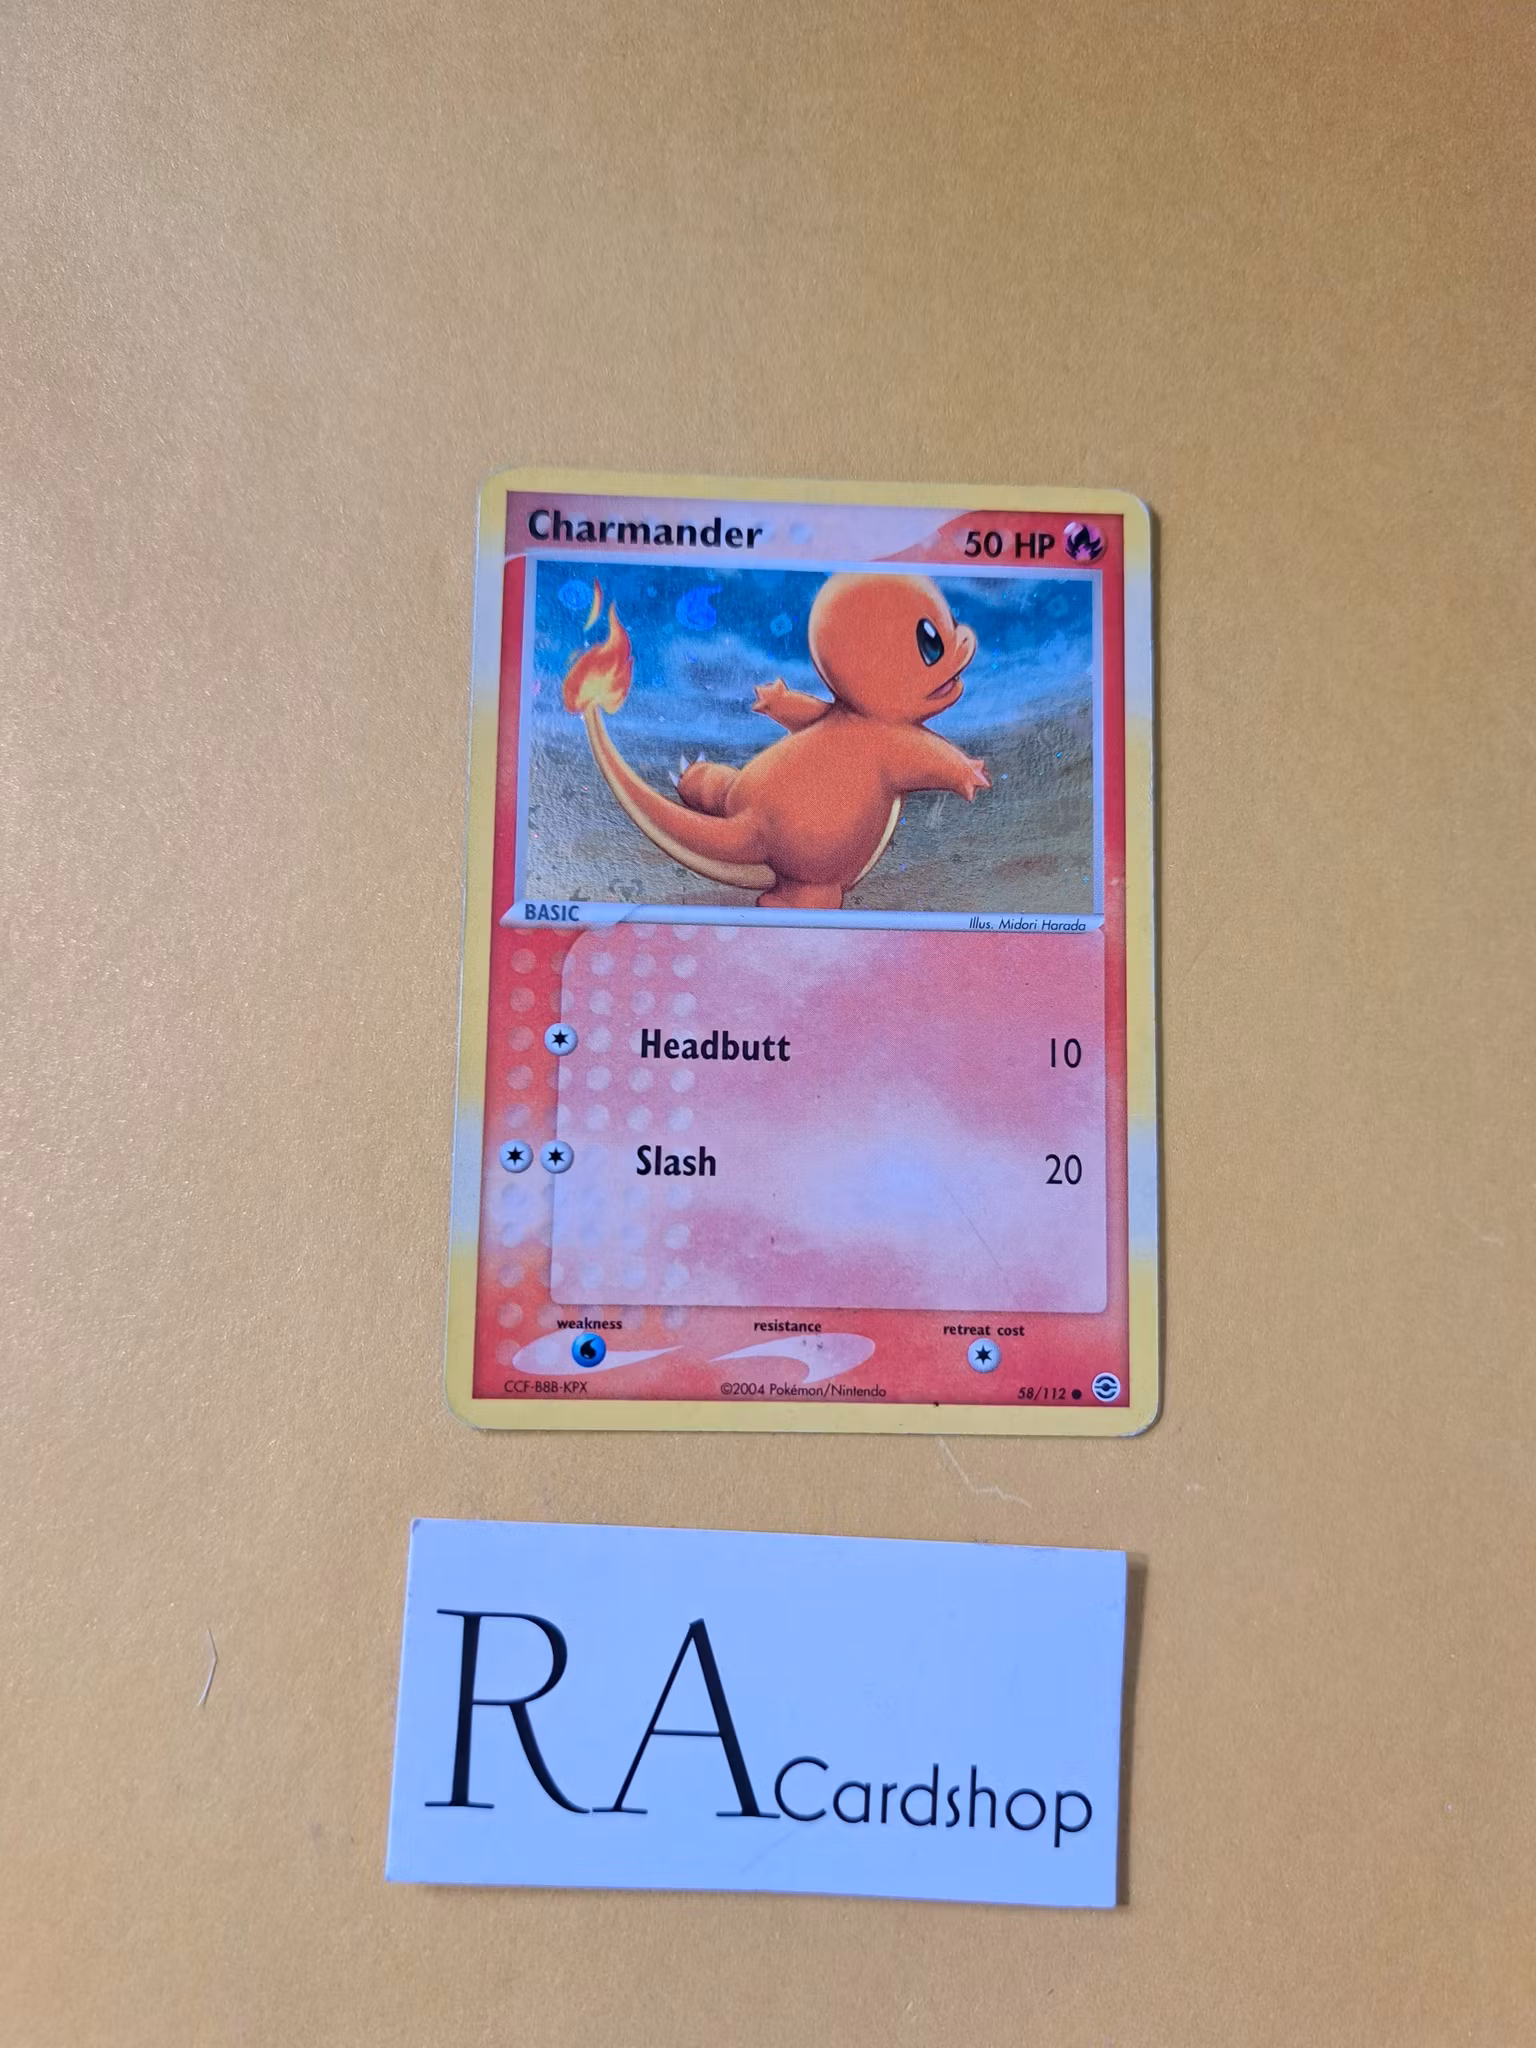 Charmander 50 HP
BASIC
Illus. Midori Harada
Headbutt 10
Slash 20
weakness resistance retreat cost
CCF-B8B-KPX ©2004 Pokémon/Nintendo 58/112
RA Cardshop